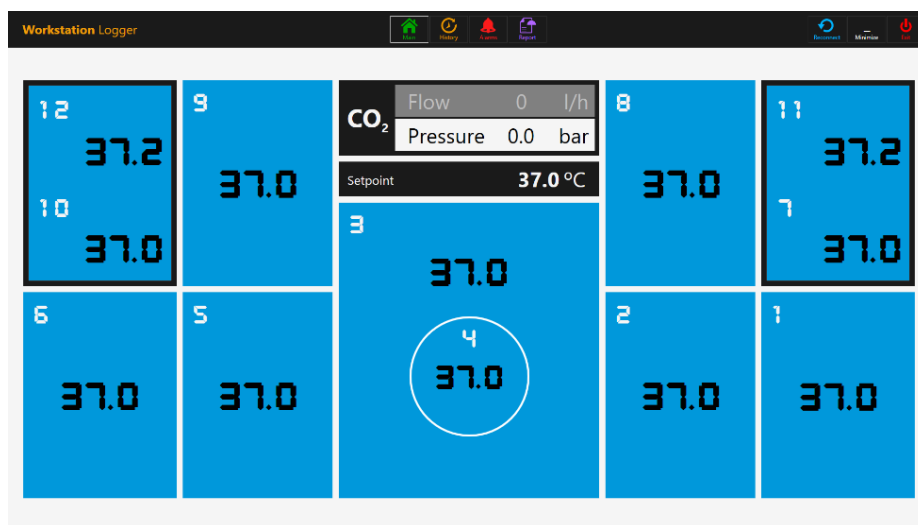 Workstation Logger
Main
History
Alarms
Report
Reconnect
Minimise
Exit
12
37.2
10
37.0
9
37.0
CO2
Flow 0 l/h
Pressure 0.0 bar
Setpoint 37.0 °C
3
37.0
4
37.0
8
37.0
11
37.2
7
37.0
6
37.0
5
37.0
2
37.0
1
37.0